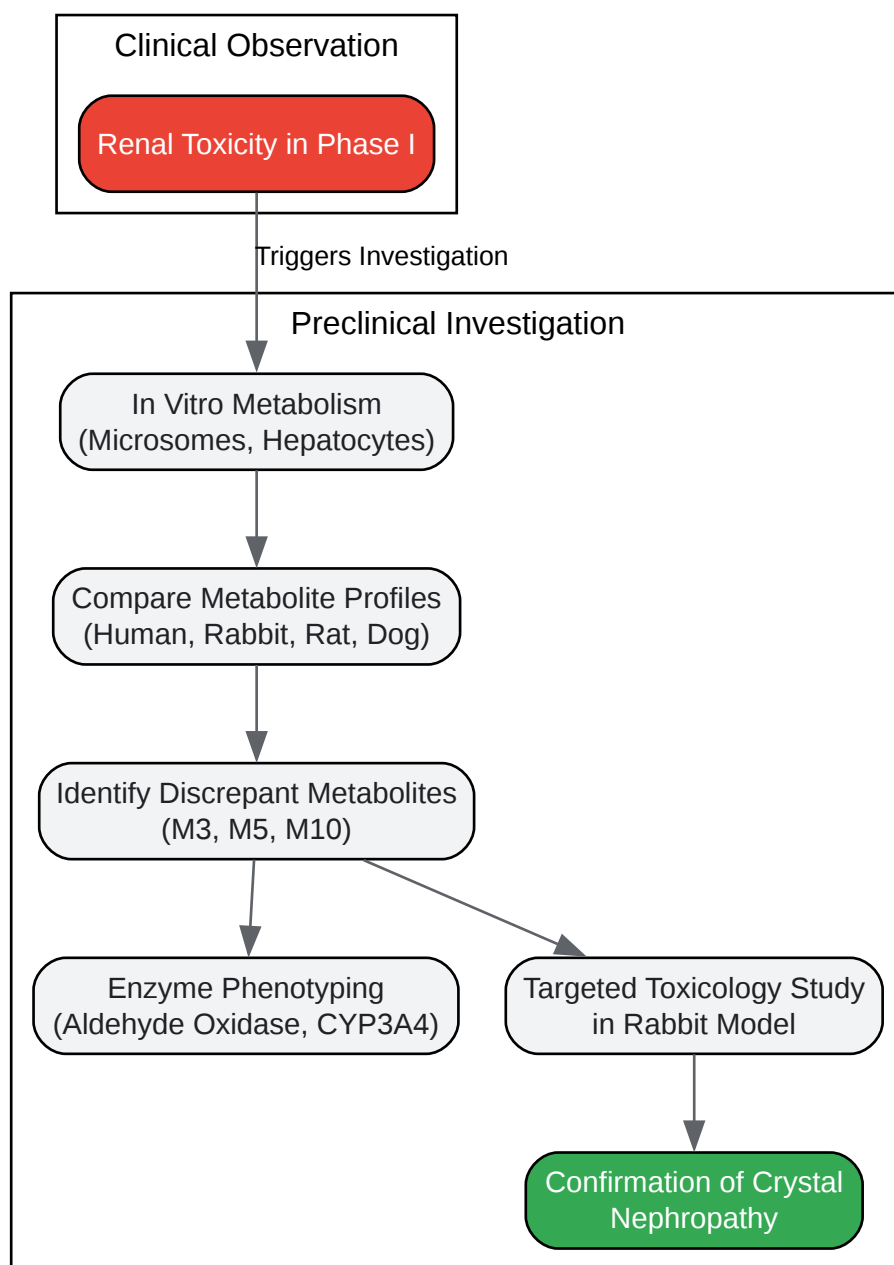 Clinical Observation
Renal Toxicity in Phase I
Triggers Investigation
Preclinical Investigation
In Vitro Metabolism
(Microsomes, Hepatocytes)
Compare Metabolite Profiles
(Human, Rabbit, Rat, Dog)
Identify Discrepant Metabolites
(M3, M5, M10)
Enzyme Phenotyping
(Aldehyde Oxidase, CYP3A4)
Targeted Toxicology Study
in Rabbit Model
Confirmation of Crystal
Nephropathy